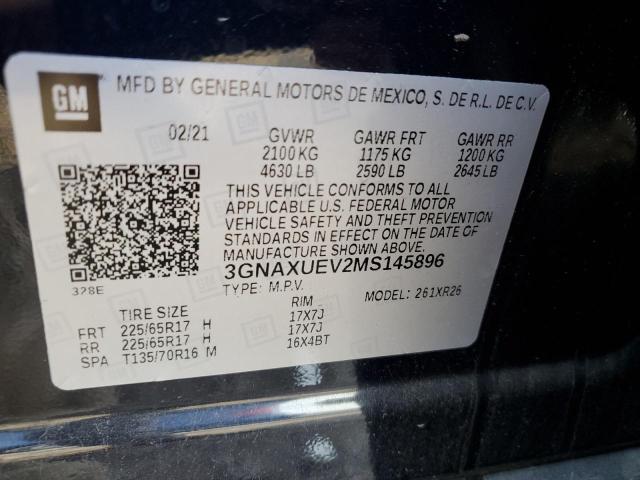 GM MFD BY GENERAL MOTORS DE MEXICO, S. DE R.L. DE C.V.
02/21 GVWR GAWR FRT GAWR RR
2100 KG 1175 KG 1200 KG
4630 LB 2590 LB 2645 LB
THIS VEHICLE CONFORMS TO ALL
APPLICABLE U.S. FEDERAL MOTOR
VEHICLE SAFETY AND THEFT PREVENTION
STANDARDS IN EFFECT ON THE DATE OF
MANUFACTURE SHOWN ABOVE.
3GNAXUEV2MS145896
328E TYPE: M.P.V. MODEL: 261XR26
TIRE SIZE RIM
FRT 225/65R17 H 17X7J
RR 225/65R17 H 17X7J
SPA T135/70R16 M 16X4BT